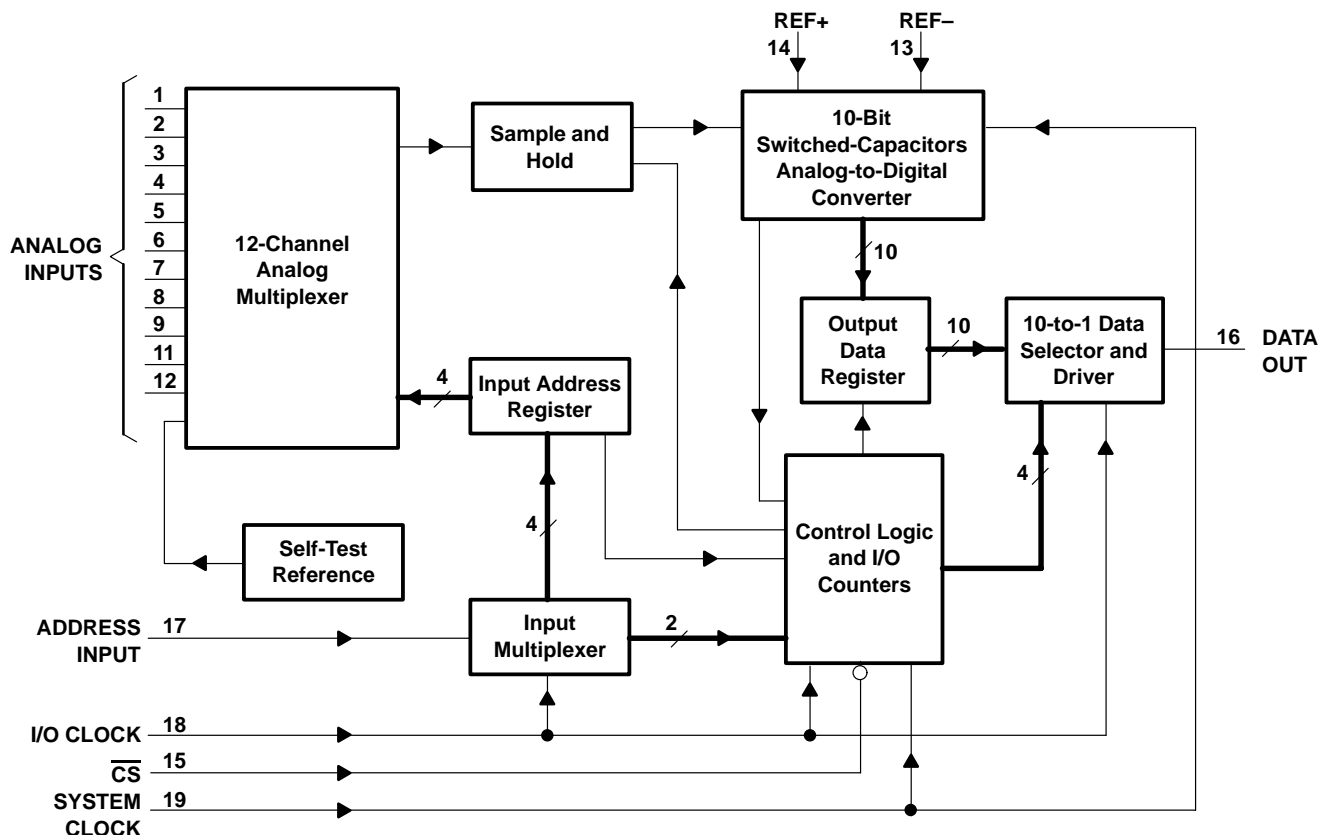 REF+
REF–
14
13
1
2
3
4
5
6
7
8
9
11
12
ANALOG
INPUTS
12-Channel
Analog
Multiplexer
Sample and
Hold
10-Bit
Switched-Capacitors
Analog-to-Digital
Converter
10
Output
Data
Register
10
10-to-1 Data
Selector and
Driver
16
DATA
OUT
4
Input Address
Register
4
4
Self-Test
Reference
Control Logic
and I/O
Counters
ADDRESS
INPUT
17
Input
Multiplexer
2
I/O CLOCK
18
C̅S̅
15
SYSTEM
CLOCK
19